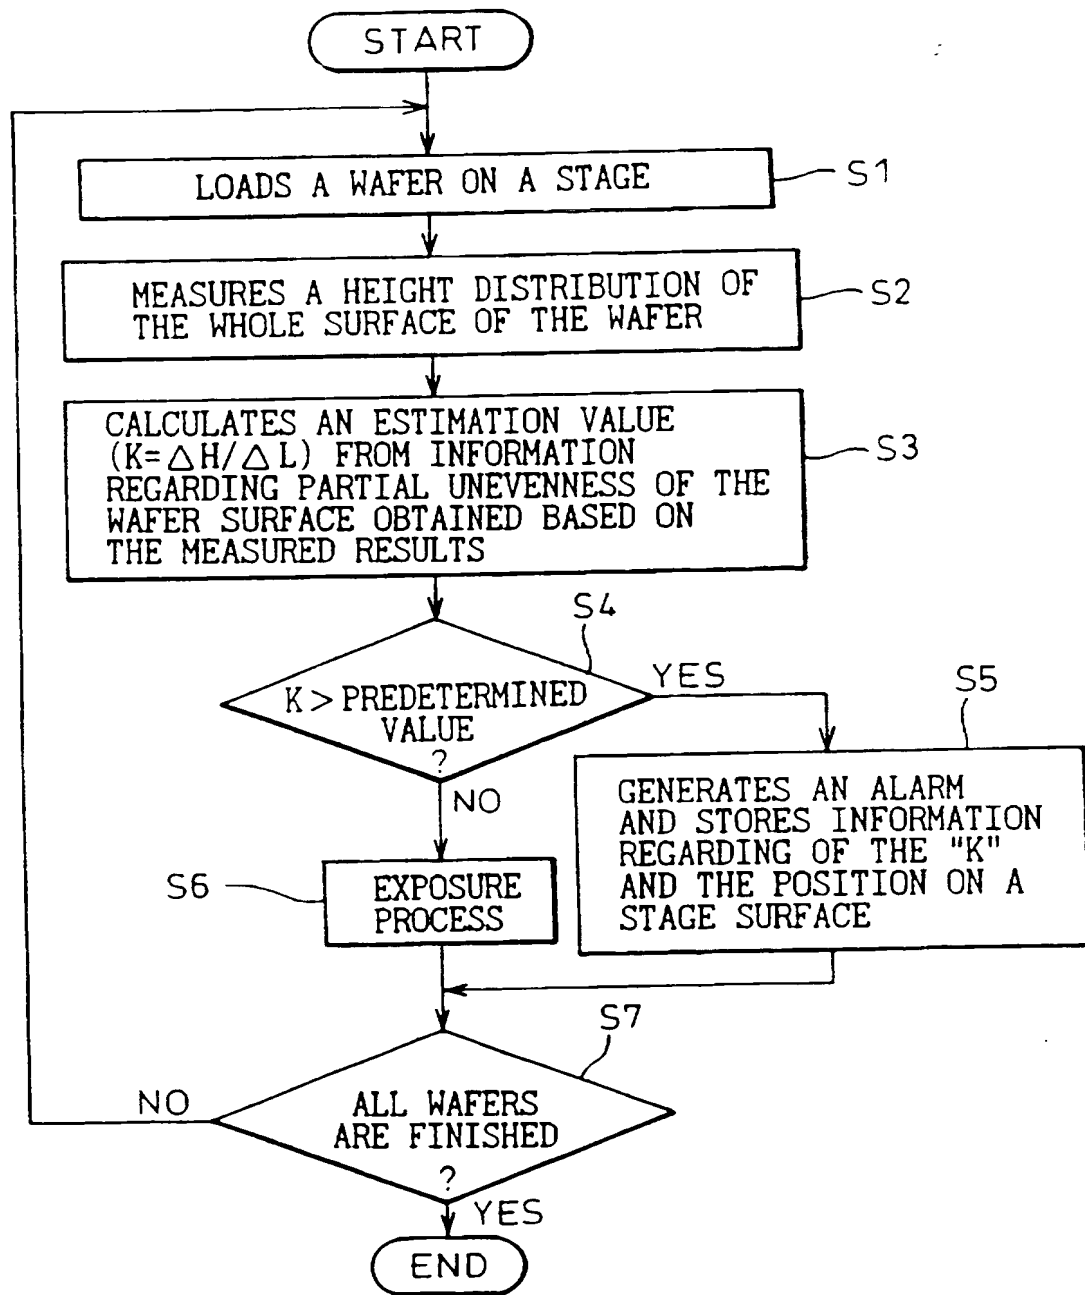 START
LOADS A WAFER ON A STAGE
S1
MEASURES A HEIGHT DISTRIBUTION OF
THE WHOLE SURFACE OF THE WAFER
S2
CALCULATES AN ESTIMATION VALUE
(K=△H/△L) FROM INFORMATION
REGARDING PARTIAL UNEVENNESS OF THE
WAFER SURFACE OBTAINED BASED ON
THE MEASURED RESULTS
S3
S4
K > PREDETERMINED
VALUE
?
YES
NO
S5
GENERATES AN ALARM
AND STORES INFORMATION
REGARDING OF THE "K"
AND THE POSITION ON A
STAGE SURFACE
S6
EXPOSURE
PROCESS
S7
ALL WAFERS
ARE FINISHED
?
NO
YES
END